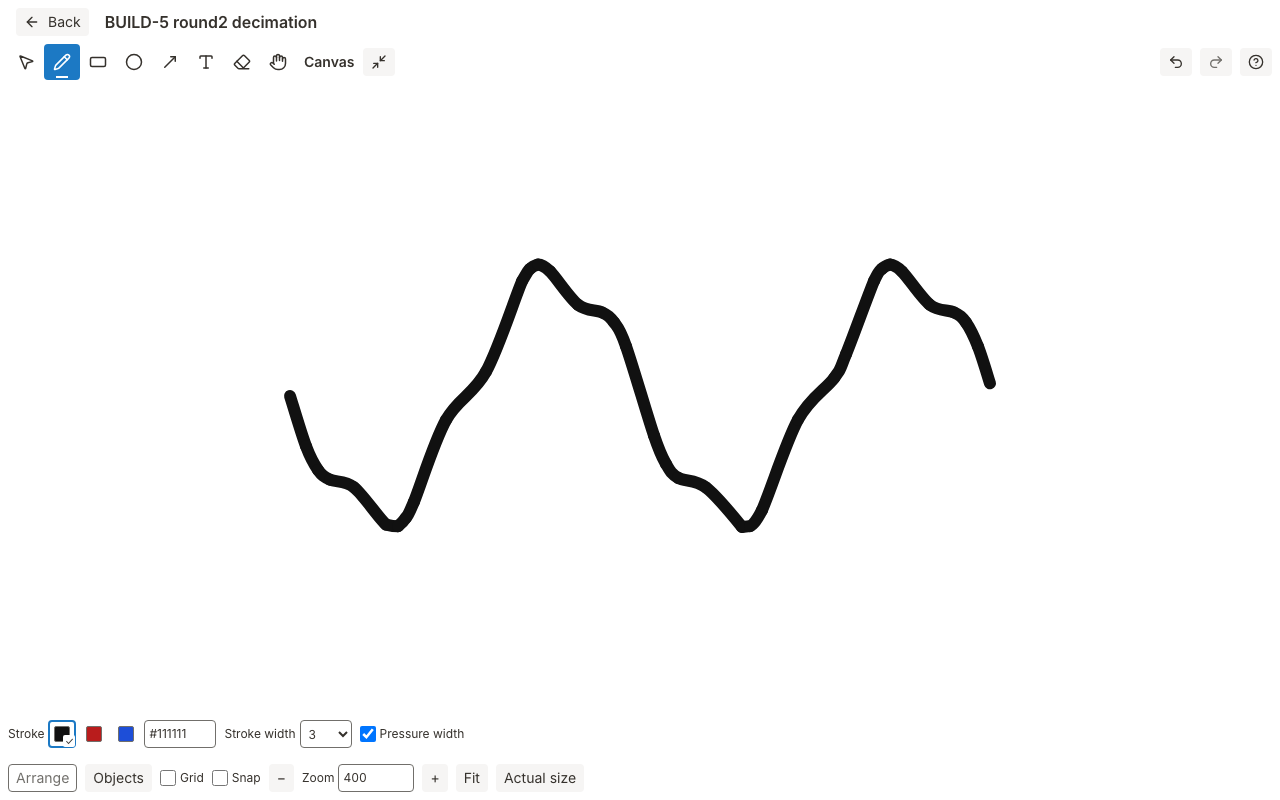 Back BUILD-5 round2 decimation
Canvas
Stroke #111111 Stroke width 3 Pressure width
Arrange Objects Grid Snap − Zoom 400 + Fit Actual size